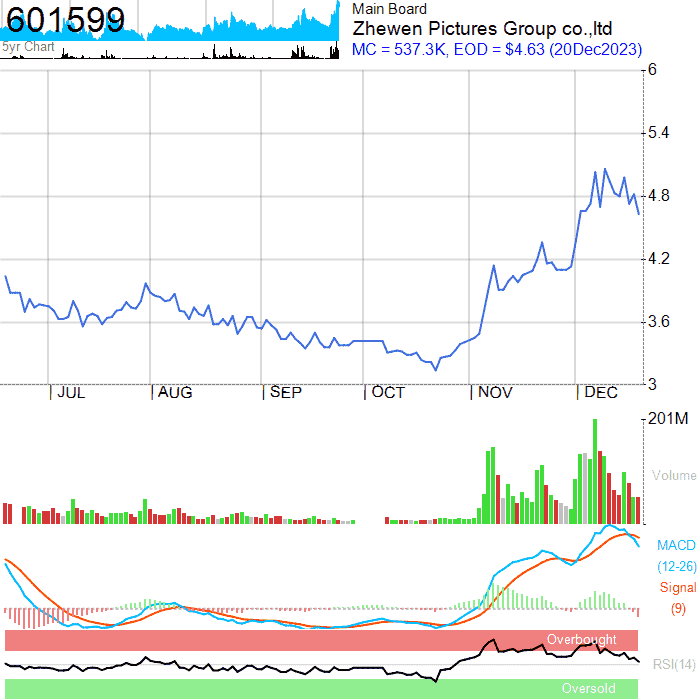 601599
5yr Chart
Main Board
Zhewen Pictures Group co.,ltd
MC = 537.3K, EOD = $4.63 (20Dec2023)
6
5.4
4.8
4.2
3.6
3
JUL AUG SEP OCT NOV DEC
201M
Volume
MACD
(12-26)
Signal
(9)
Overbought
RSI(14)
Oversold